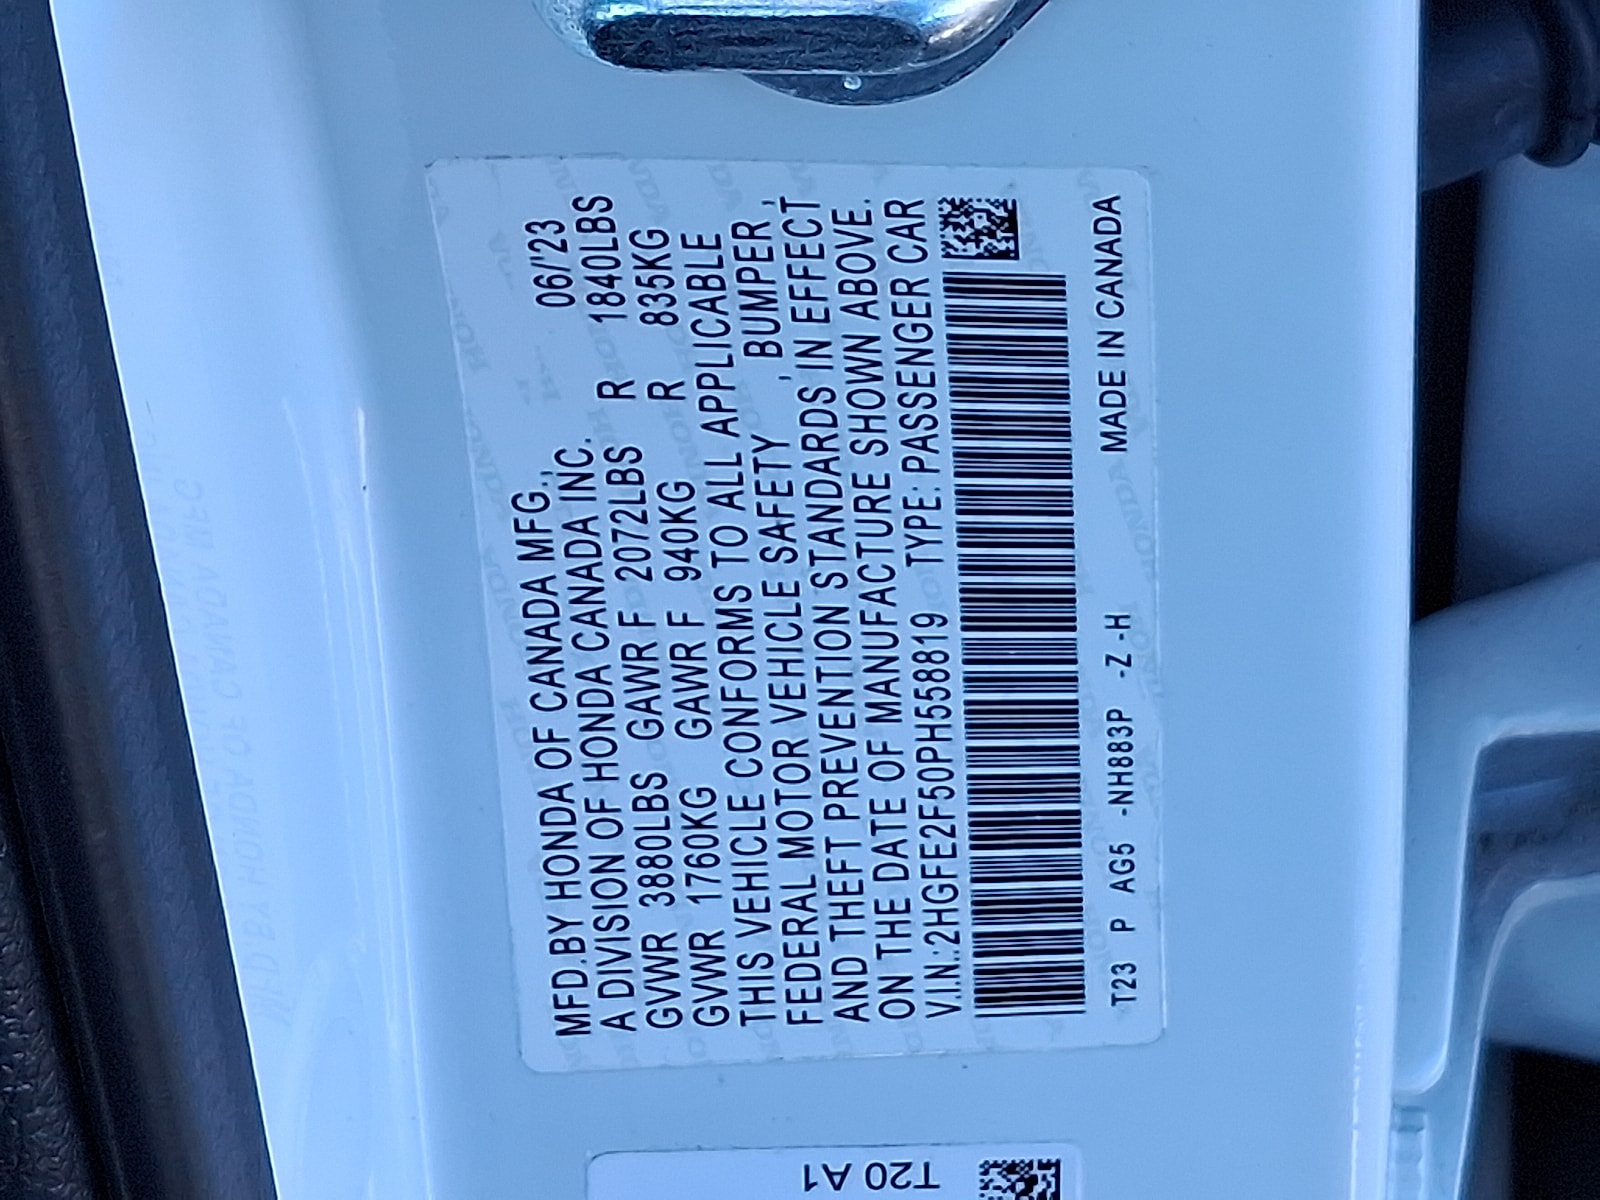 MFD.BY HONDA OF CANADA MFG., 06/'23
A DIVISION OF HONDA CANADA INC.
GVWR 3880LBS GAWR F 2072LBS R 1840LBS
GVWR 1760KG GAWR F 940KG R 835KG
THIS VEHICLE CONFORMS TO ALL APPLICABLE
FEDERAL MOTOR VEHICLE SAFETY , BUMPER,
AND THEFT PREVENTION STANDARDS IN EFFECT
ON THE DATE OF MANUFACTURE SHOWN ABOVE.
V.I.N.:2HGFE2F50PH558819 TYPE: PASSENGER CAR
T23 P AG5 -NH883P -Z -H MADE IN CANADA
T20 A1